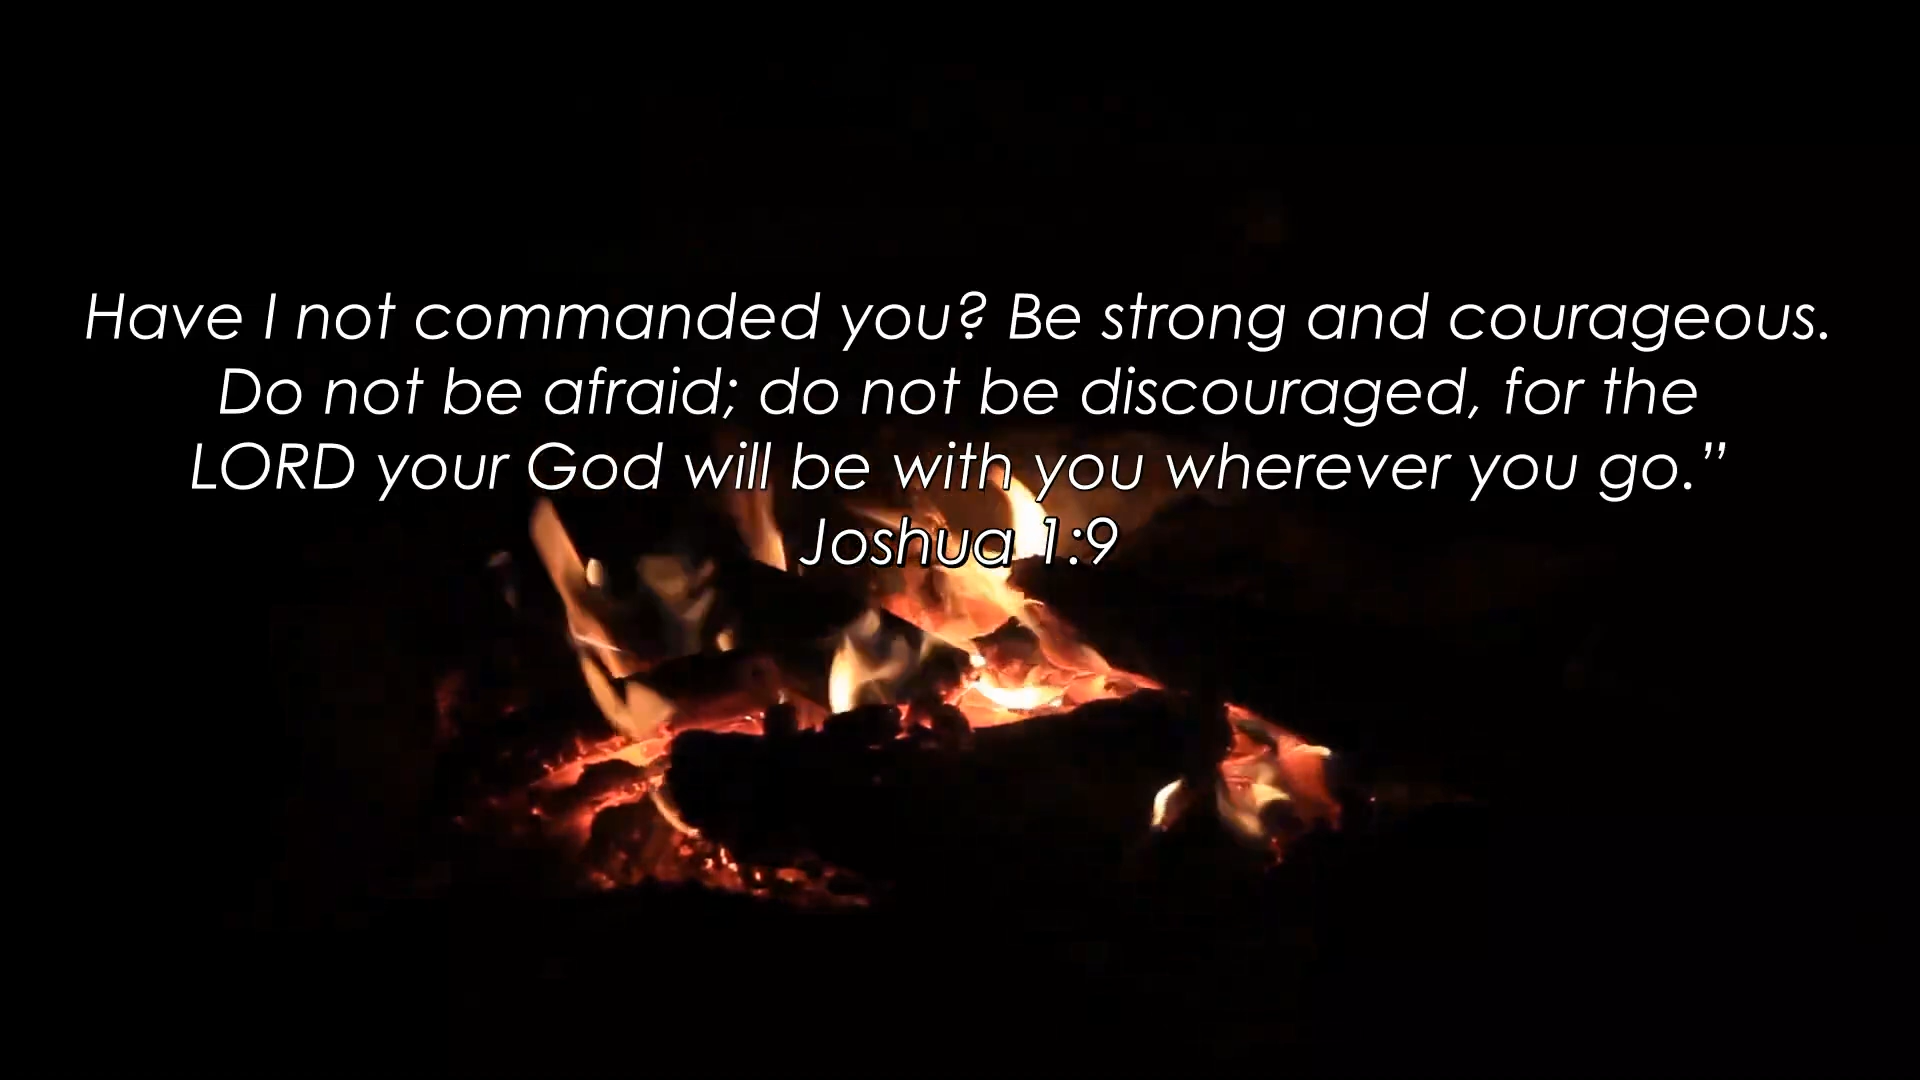 Have I not commanded you? Be strong and courageous.
Do not be afraid; do not be discouraged, for the
LORD your God will be with you wherever you go.”
Joshua 1:9